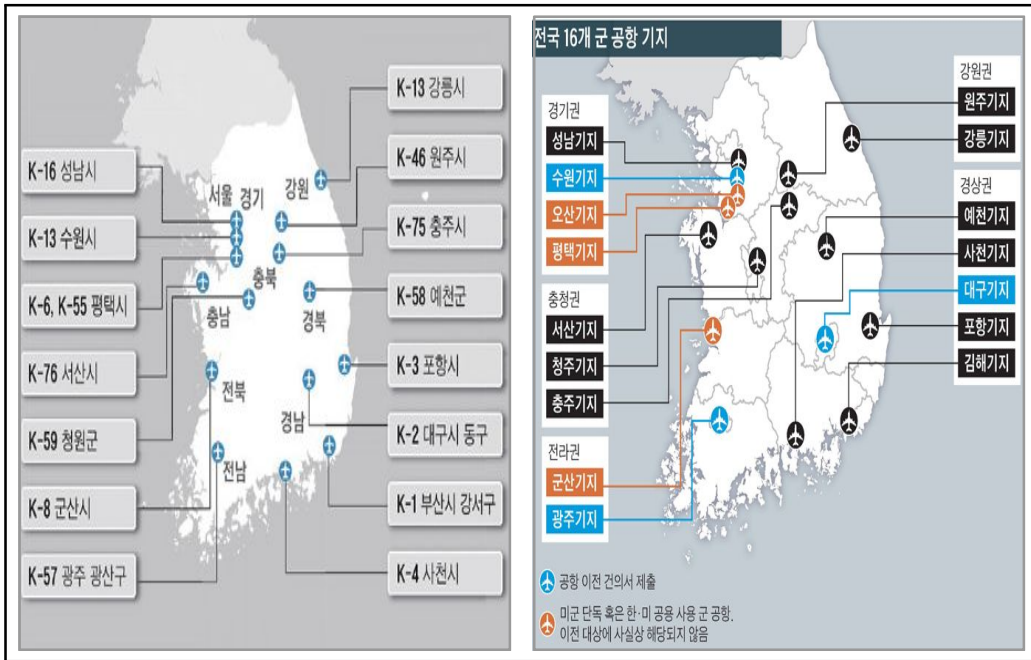 K-13 강릉시
K-46 원주시
K-16 성남시
서울
경기
강원
K-75 충주시
K-13 수원시
충북
K-58 예천군
K-6, K-55 평택시
충남
경북
K-76 서산시
K-3 포항시
전북
경남
K-2 대구시 동구
K-59 청원군
전남
K-8 군산시
K-1 부산시 강서구
K-57 광주 광산구
K-4 사천시
전국 16개 군 공항 기지
경기권
성남기지
수원기지
오산기지
평택기지
충청권
서산기지
청주기지
충주기지
전라권
군산기지
광주기지
강원권
원주기지
강릉기지
경상권
예천기지
사천기지
대구기지
포항기지
김해기지
공항 이전 건의서 제출
미군 단독 혹은 한·미 공용 사용 군 공항.
이전 대상에 사실상 해당되지 않음